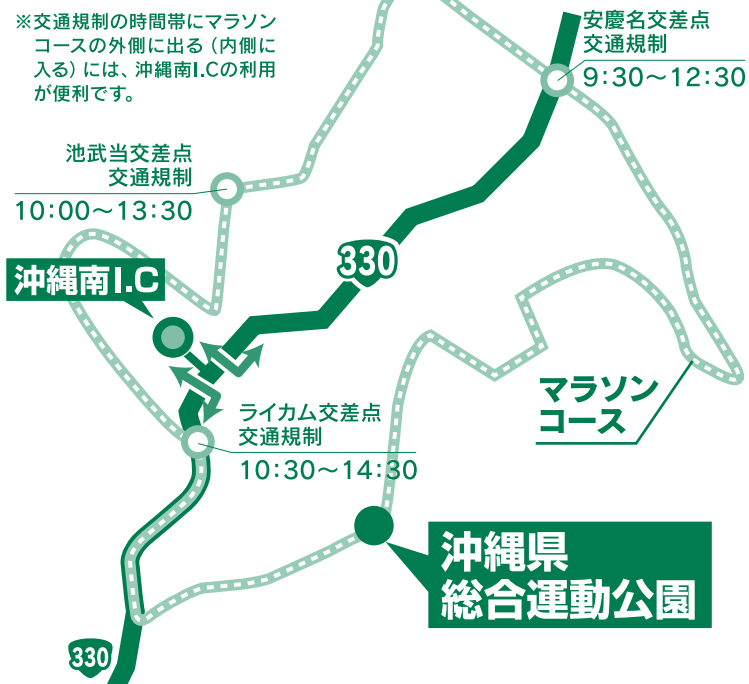 ※交通規制の時間帯にマラソン
コースの外側に出る（内側に
入る）には、沖縄南I.Cの利用
が便利です。
安慶名交差点
交通規制
9:30〜12:30
池武当交差点
交通規制
10:00〜13:30
沖縄南I.C
330
マラソン
コース
ライカム交差点
交通規制
10:30〜14:30
沖縄県
総合運動公園
330